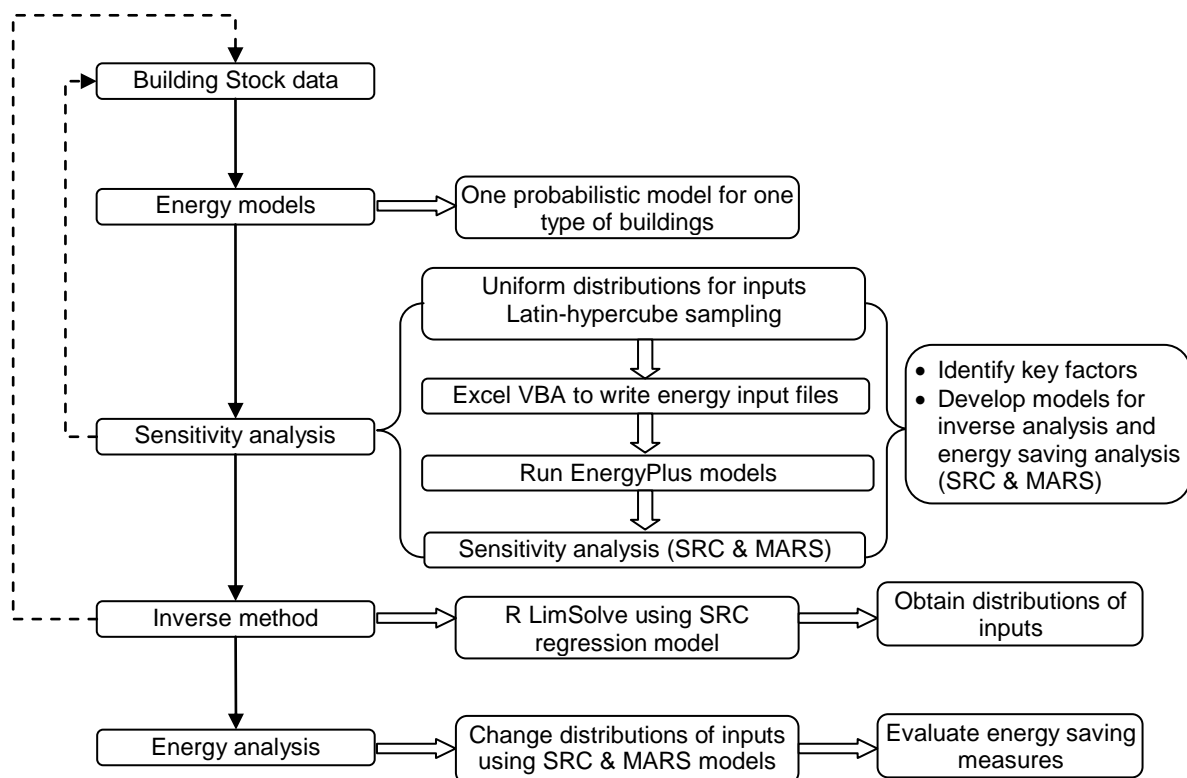 Building Stock data
Energy models
One probabilistic model for one
type of buildings
Uniform distributions for inputs
Latin-hypercube sampling
Excel VBA to write energy input files
Run EnergyPlus models
Sensitivity analysis (SRC & MARS)
Sensitivity analysis
• Identify key factors
• Develop models for
inverse analysis and
energy saving analysis
(SRC & MARS)
Inverse method
R LimSolve using SRC
regression model
Obtain distributions of
inputs
Energy analysis
Change distributions of inputs
using SRC & MARS models
Evaluate energy saving
measures